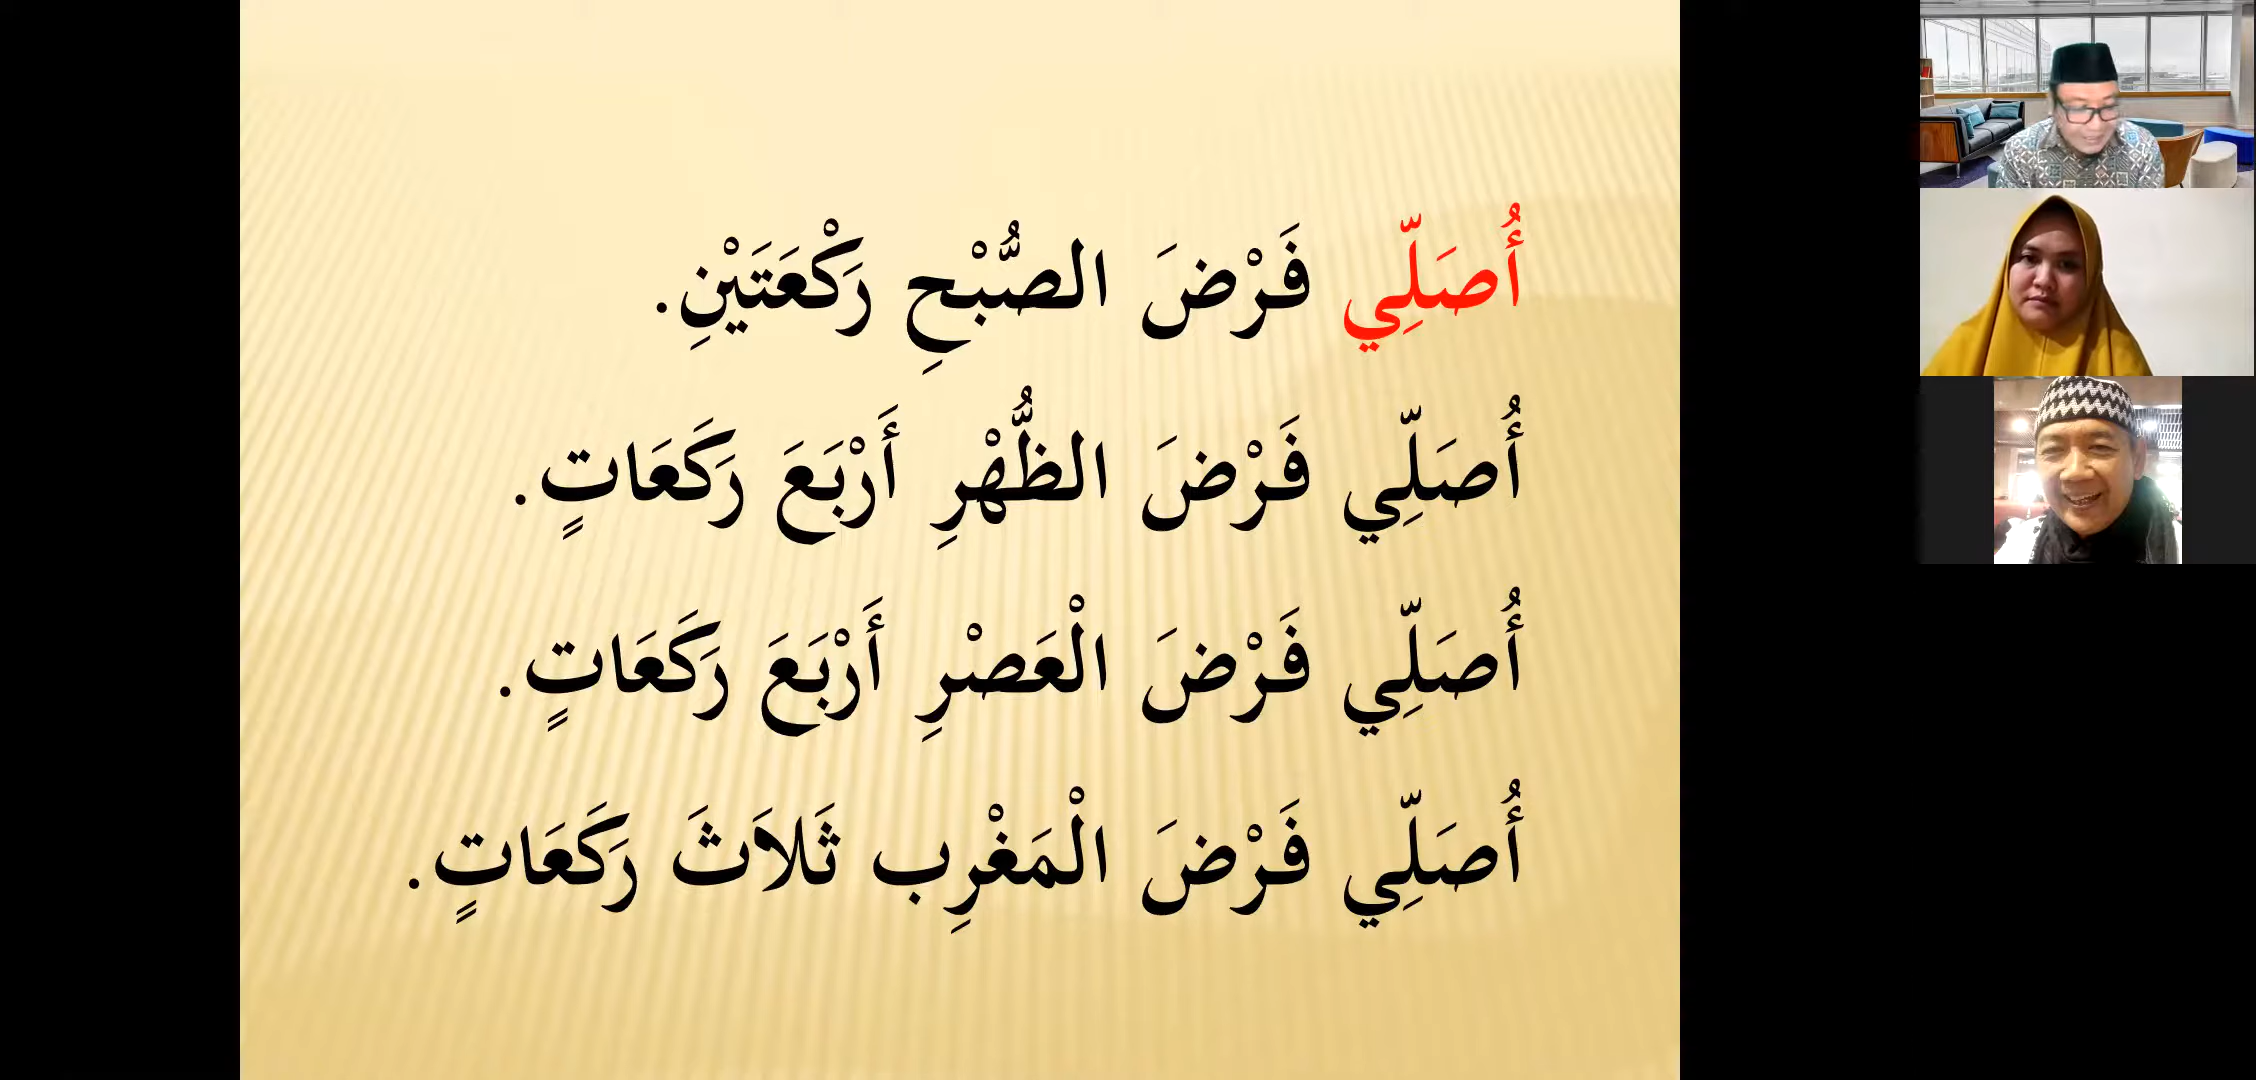 أُصَلِّي فَرْضَ الصُّبْحِ رَكْعَتَيْنِ.
أُصَلِّي فَرْضَ الظُّهْرِ أَرْبَعَ رَكَعَاتٍ.
أُصَلِّي فَرْضَ الْعَصْرِ أَرْبَعَ رَكَعَاتٍ.
أُصَلِّي فَرْضَ الْمَغْرِب ثَلاَثَ رَكَعَاتٍ.